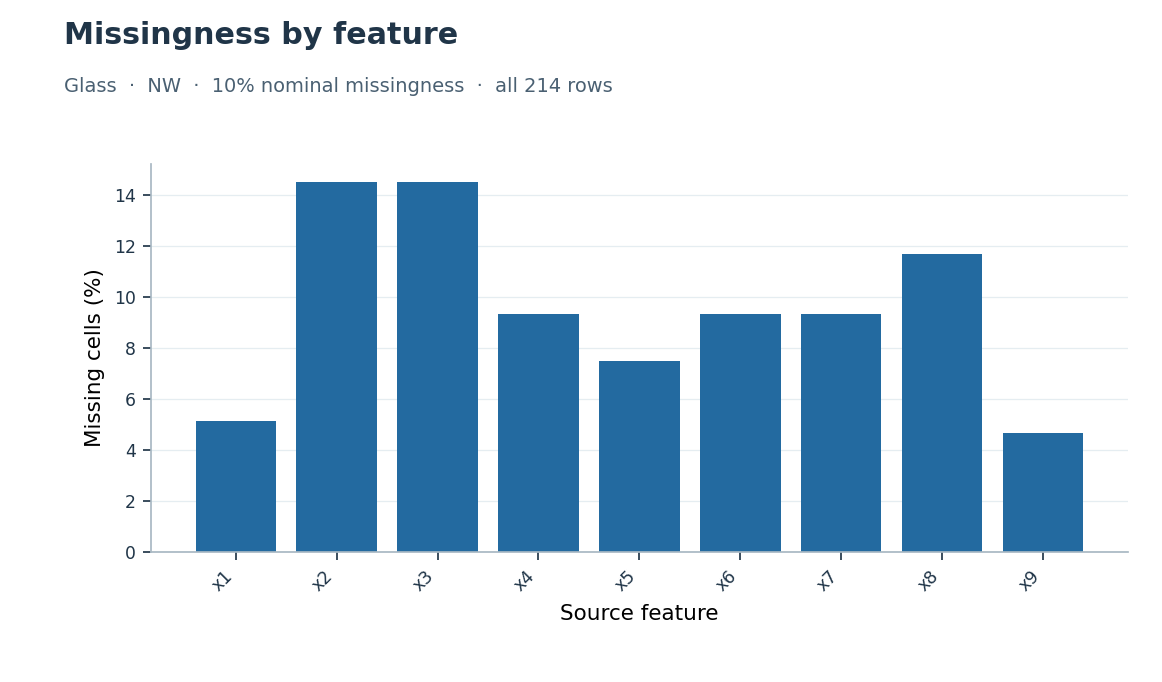 Missingness by feature
Glass · NW · 10% nominal missingness · all 214 rows
Missing cells (%)
14
12
10
8
6
4
2
0
x1 x2 x3 x4 x5 x6 x7 x8 x9
Source feature